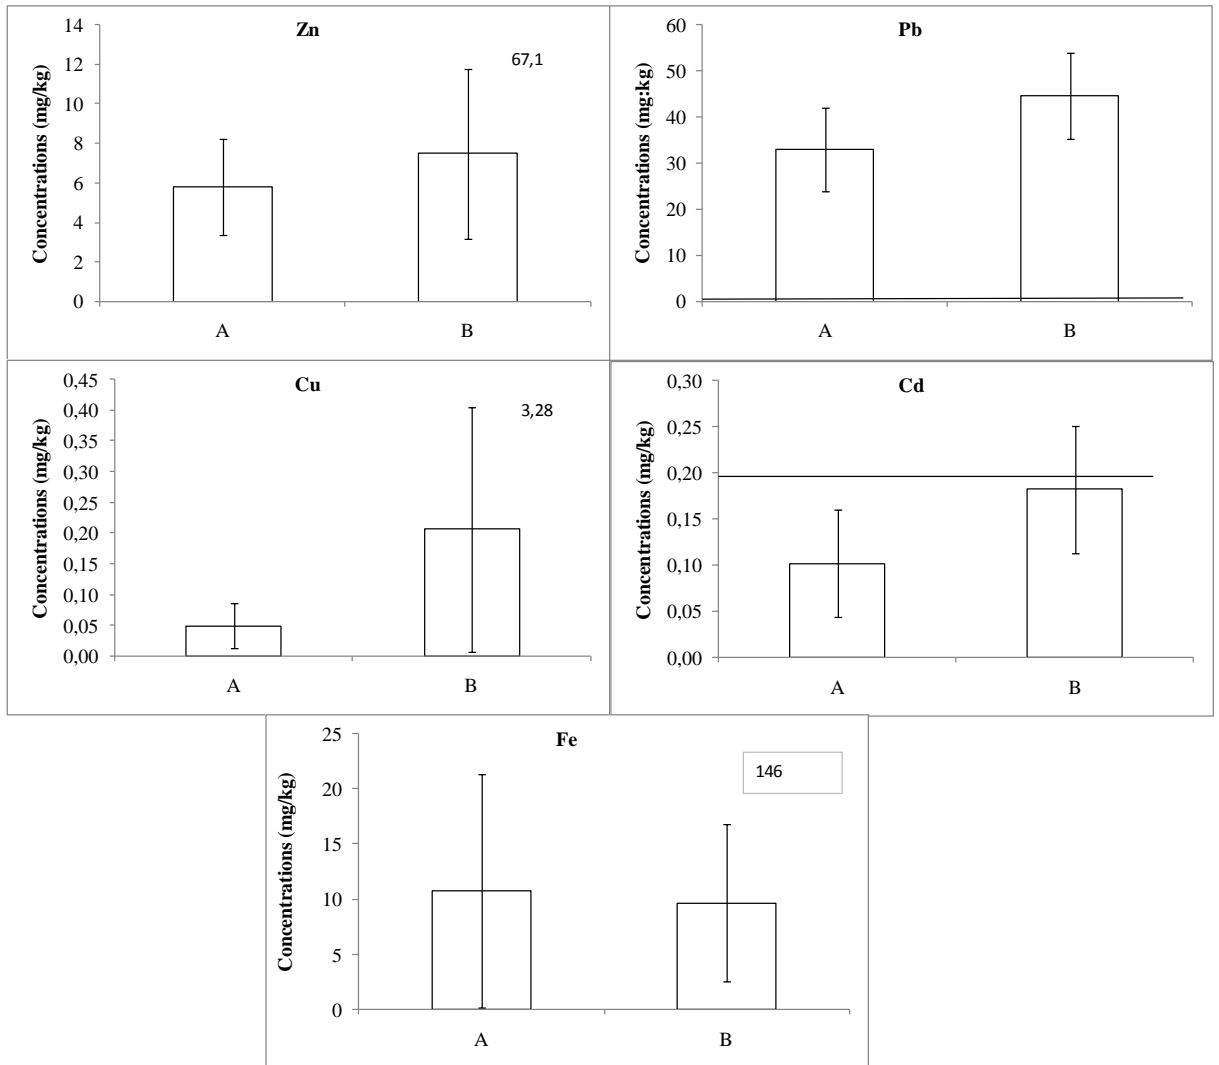 Zn
67,1
Concentrations (mg/kg)
14
12
10
8
6
4
2
0
A B
Pb
Concentrations (mg:kg)
60
50
40
30
20
10
0
A B
Cu
3,28
Concentrations (mg/kg)
0,45
0,40
0,35
0,30
0,25
0,20
0,15
0,10
0,05
0,00
A B
Cd
Concentrations (mg/kg)
0,30
0,25
0,20
0,15
0,10
0,05
0,00
A B
Fe
146
Concentrations (mg/kg)
25
20
15
10
5
0
A B